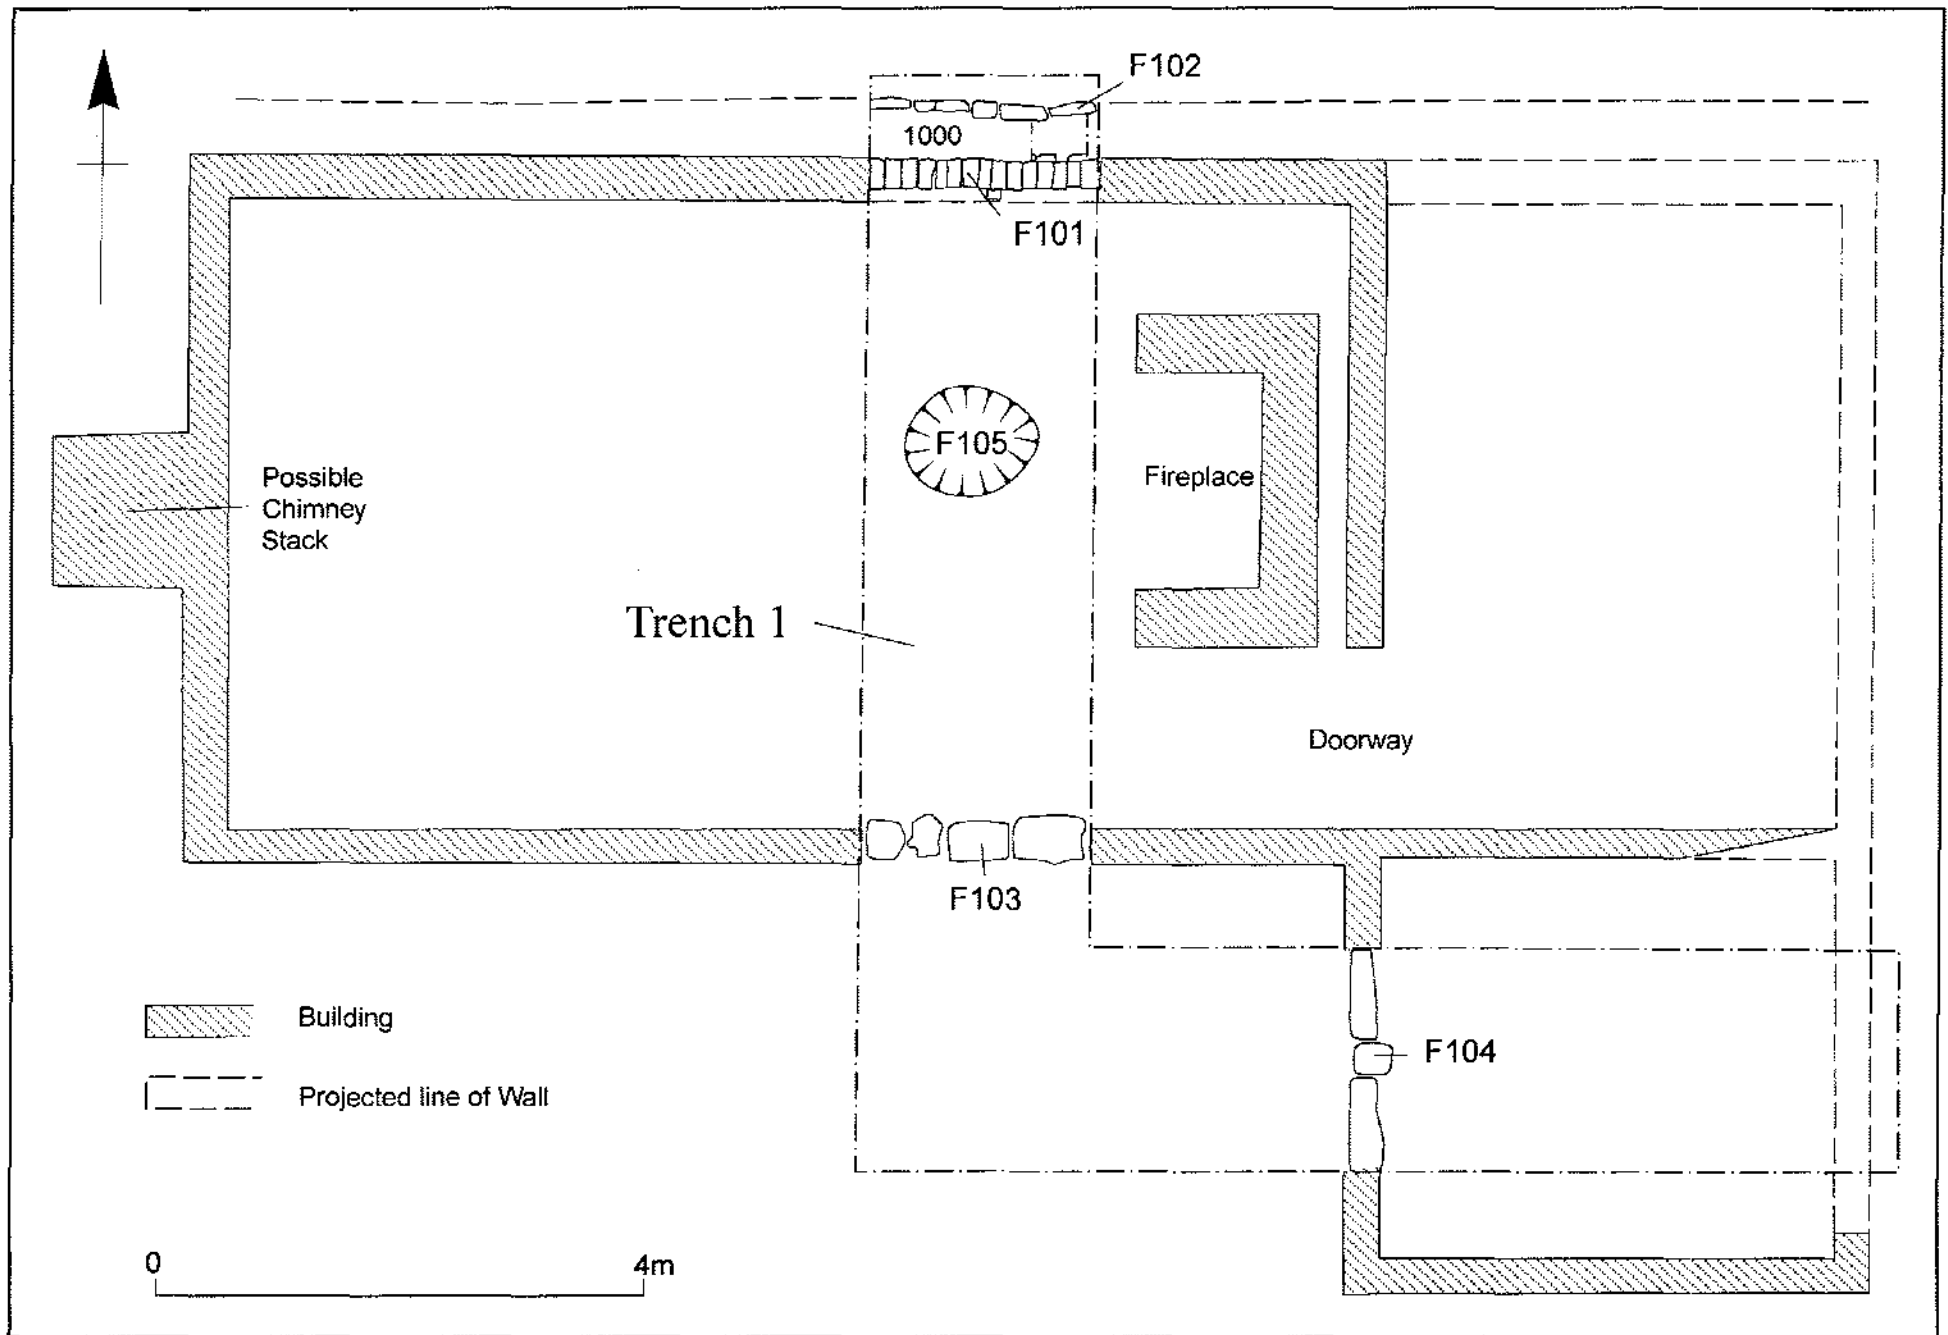 F102
1000
F101
F105
Possible
Chimney
Stack
Fireplace
Trench 1
Doorway
F103
Building
F104
Projected line of Wall
0 4m